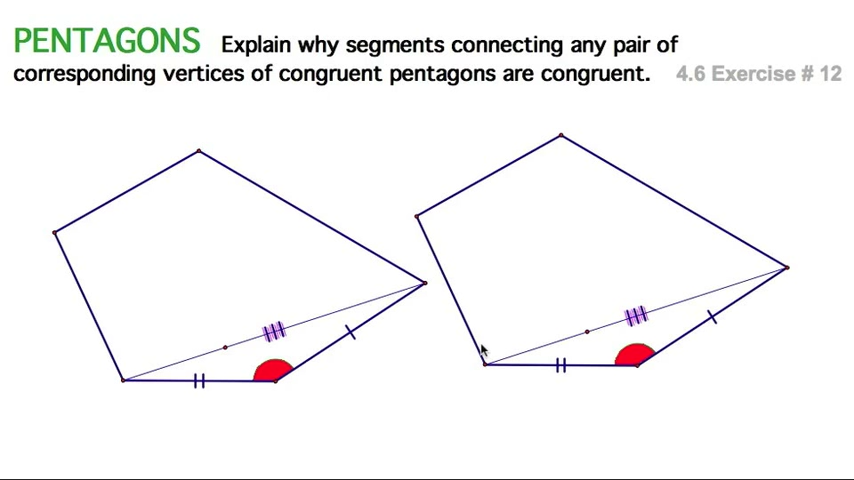 PENTAGONS Explain why segments connecting any pair of
corresponding vertices of congruent pentagons are congruent. 4.6 Exercise # 12